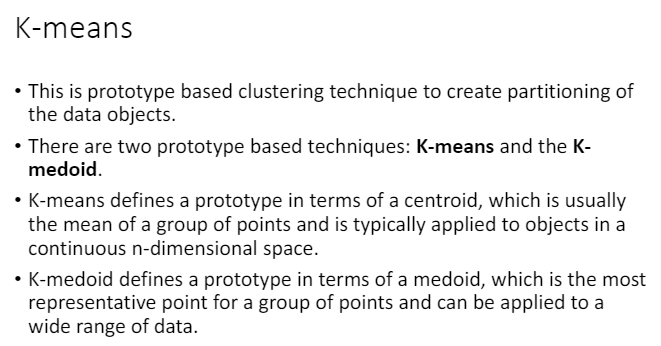 K-means
• This is prototype based clustering technique to create partitioning of
the data objects.
• There are two prototype based techniques: K-means and the K-
medoid.
• K-means defines a prototype in terms of a centroid, which is usually
the mean of a group of points and is typically applied to objects in a
continuous n-dimensional space.
• K-medoid defines a prototype in terms of a medoid, which is the most
representative point for a group of points and can be applied to a
wide range of data.